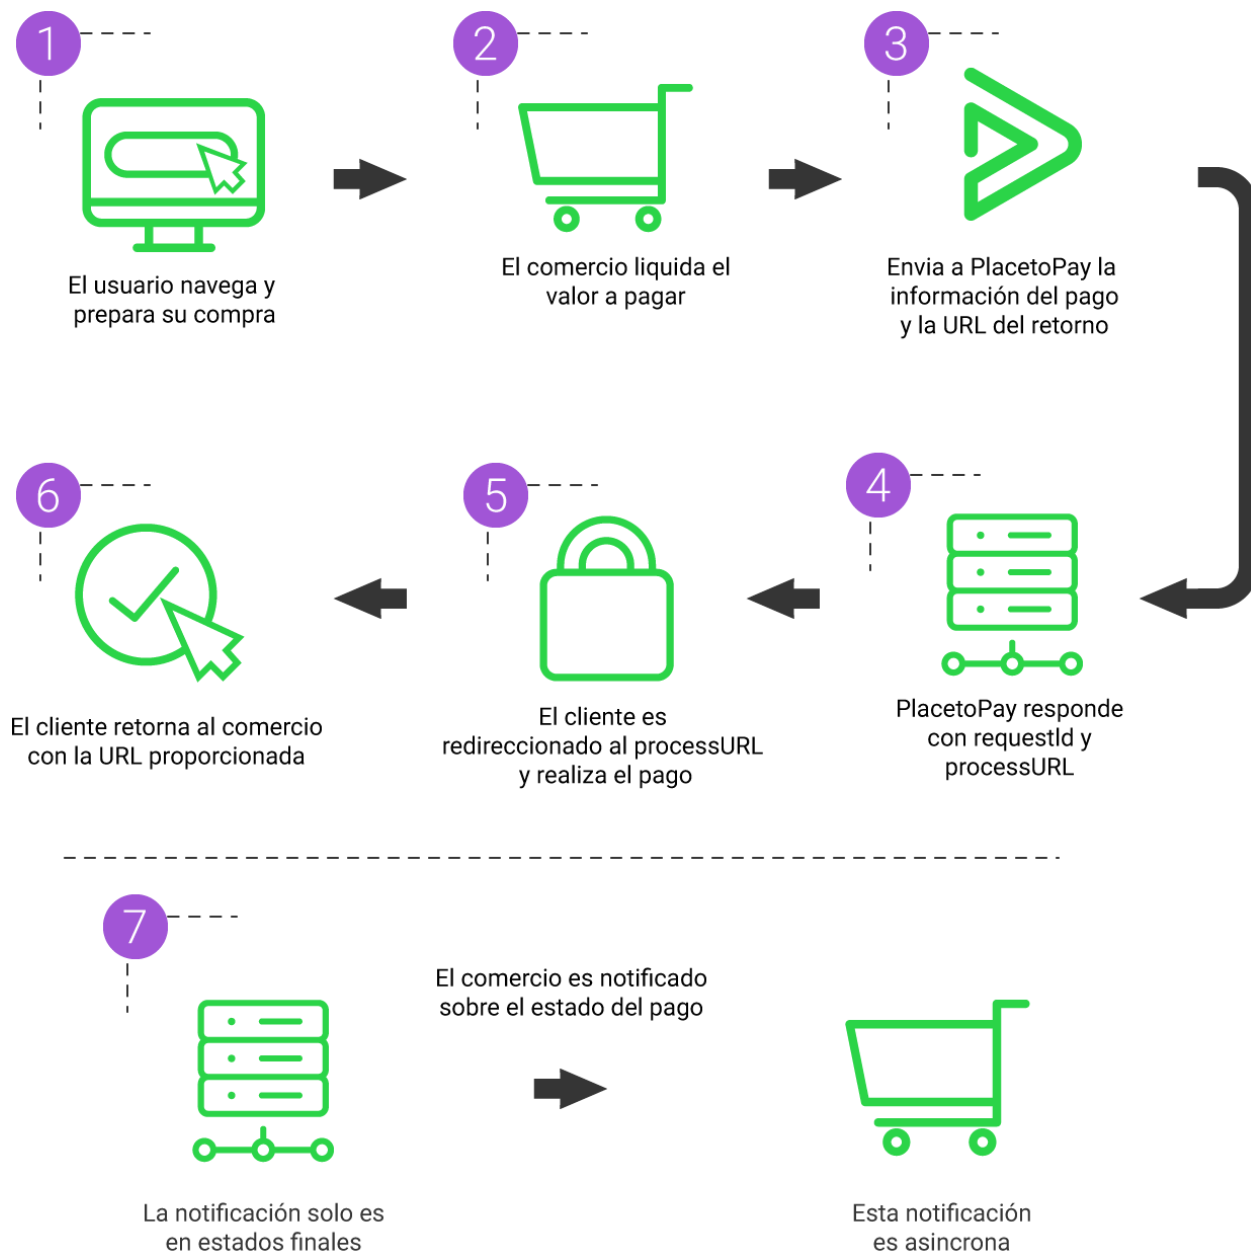 1
El usuario navega y
prepara su compra
2
El comercio liquida el
valor a pagar
3
Envia a PlacetoPay la
información del pago
y la URL del retorno
4
PlacetoPay responde
con requestId y
processURL
5
El cliente es
redireccionado al processURL
y realiza el pago
6
El cliente retorna al comercio
con la URL proporcionada
7
El comercio es notificado
sobre el estado del pago
La notificación solo es
en estados finales
Esta notificación
es asincrona